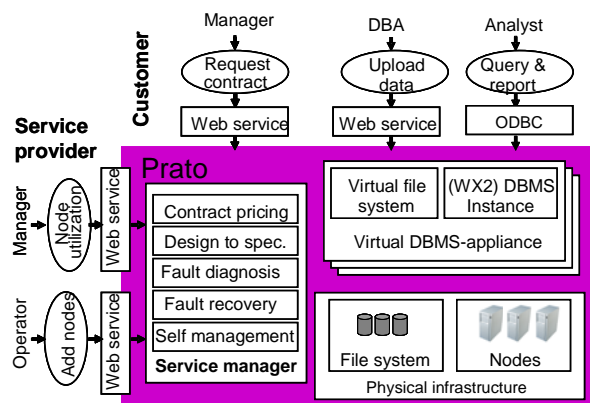 Manager
DBA
Analyst
Customer
Request
contract
Upload
data
Query &
report
Web service
Web service
ODBC
Service
provider
Prato
Manager
Node
utilization
Web service
Operator
Add nodes
Web service
Contract pricing
Design to spec.
Fault diagnosis
Fault recovery
Self management
Service manager
Virtual file
system
(WX2) DBMS
Instance
Virtual DBMS-appliance
File system
Nodes
Physical infrastructure